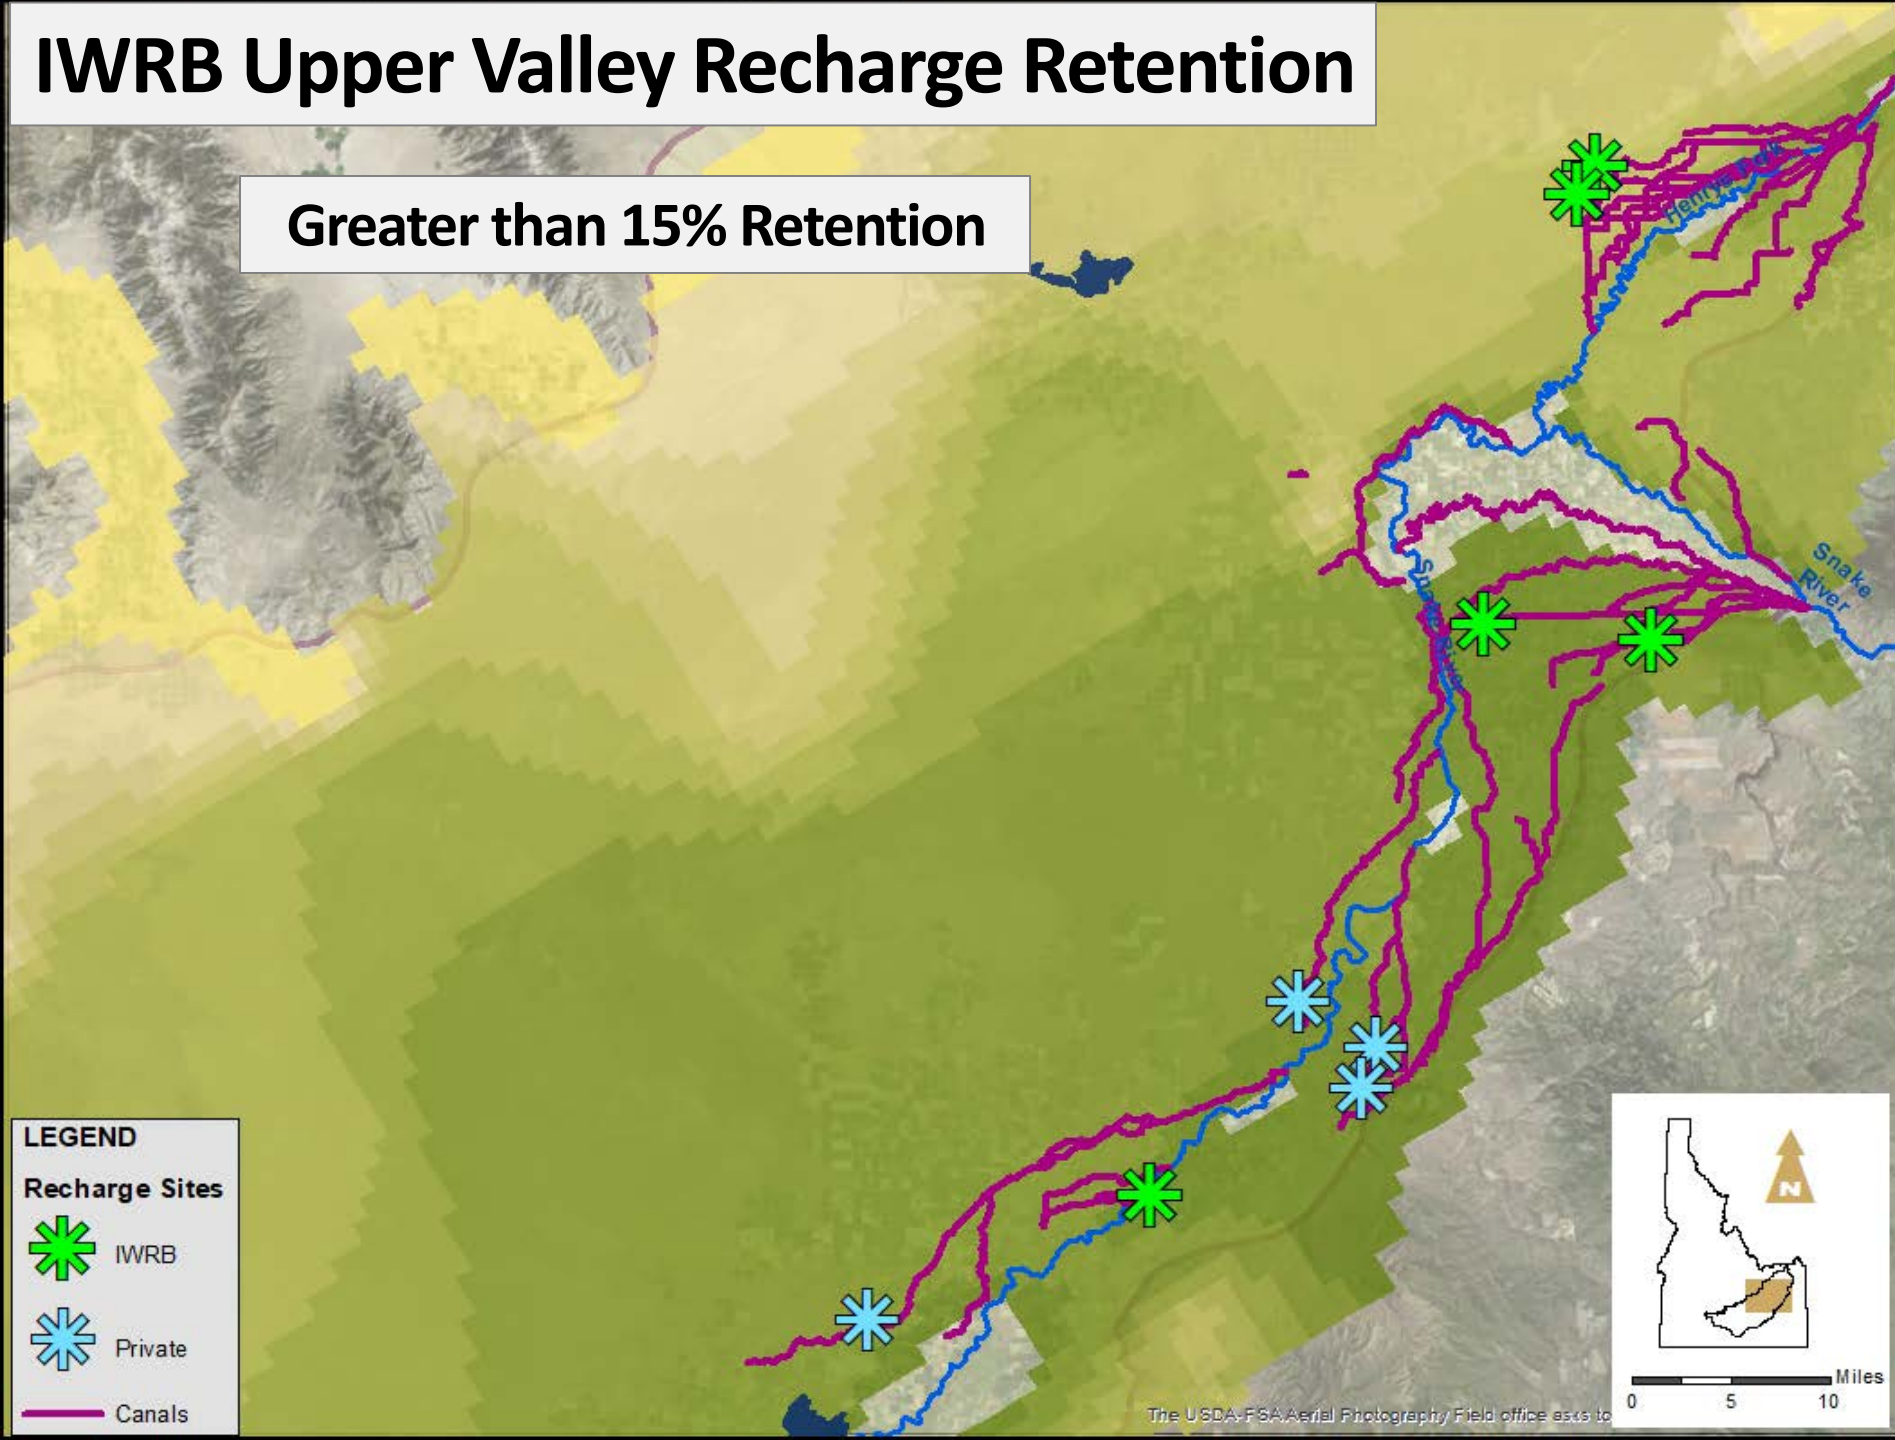 IWRB Upper Valley Recharge Retention
Greater than 15% Retention
Henrys Fork
Snake
River
Snake River
LEGEND
Recharge Sites
IWRB
Private
Canals
N
Miles
0 5 10
The USDA-FSA Aerial Photography Field office asks to